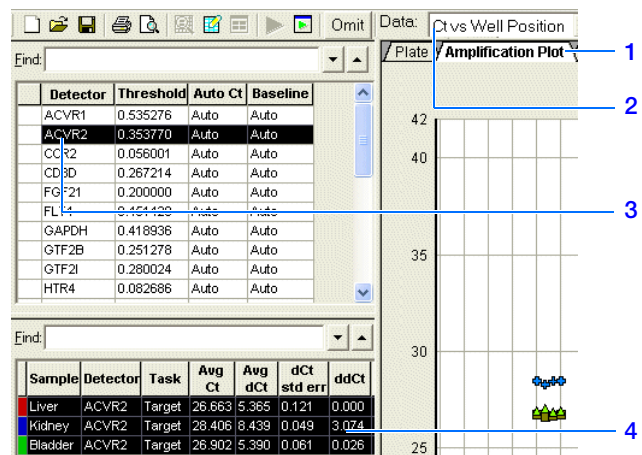 Omit
Data: Ct vs Well Position
Plate Amplification Plot
1
2
3
4
Find:
Detector Threshold Auto Ct Baseline
ACVR1 0.535276 Auto Auto
ACVR2 0.353770 Auto Auto
CCR2 0.056001 Auto Auto
0.267214 Auto Auto
FGF21 0.200000 Auto Auto
Auto Auto
GAPDH 0.418936 Auto Auto
GTF2B 0.251278 Auto Auto
GTF2I 0.280024 Auto Auto
HTR4 0.082686 Auto Auto
Find:
Sample Detector Task Avg Ct Avg dCt dCt std err ddCt
Liver ACVR2 Target 26.663 5.365 0.121 0.000
Kidney ACVR2 Target 28.406 8.439 0.049 3.074
Bladder ACVR2 Target 26.902 5.390 0.061 0.026
42
40
35
30
25